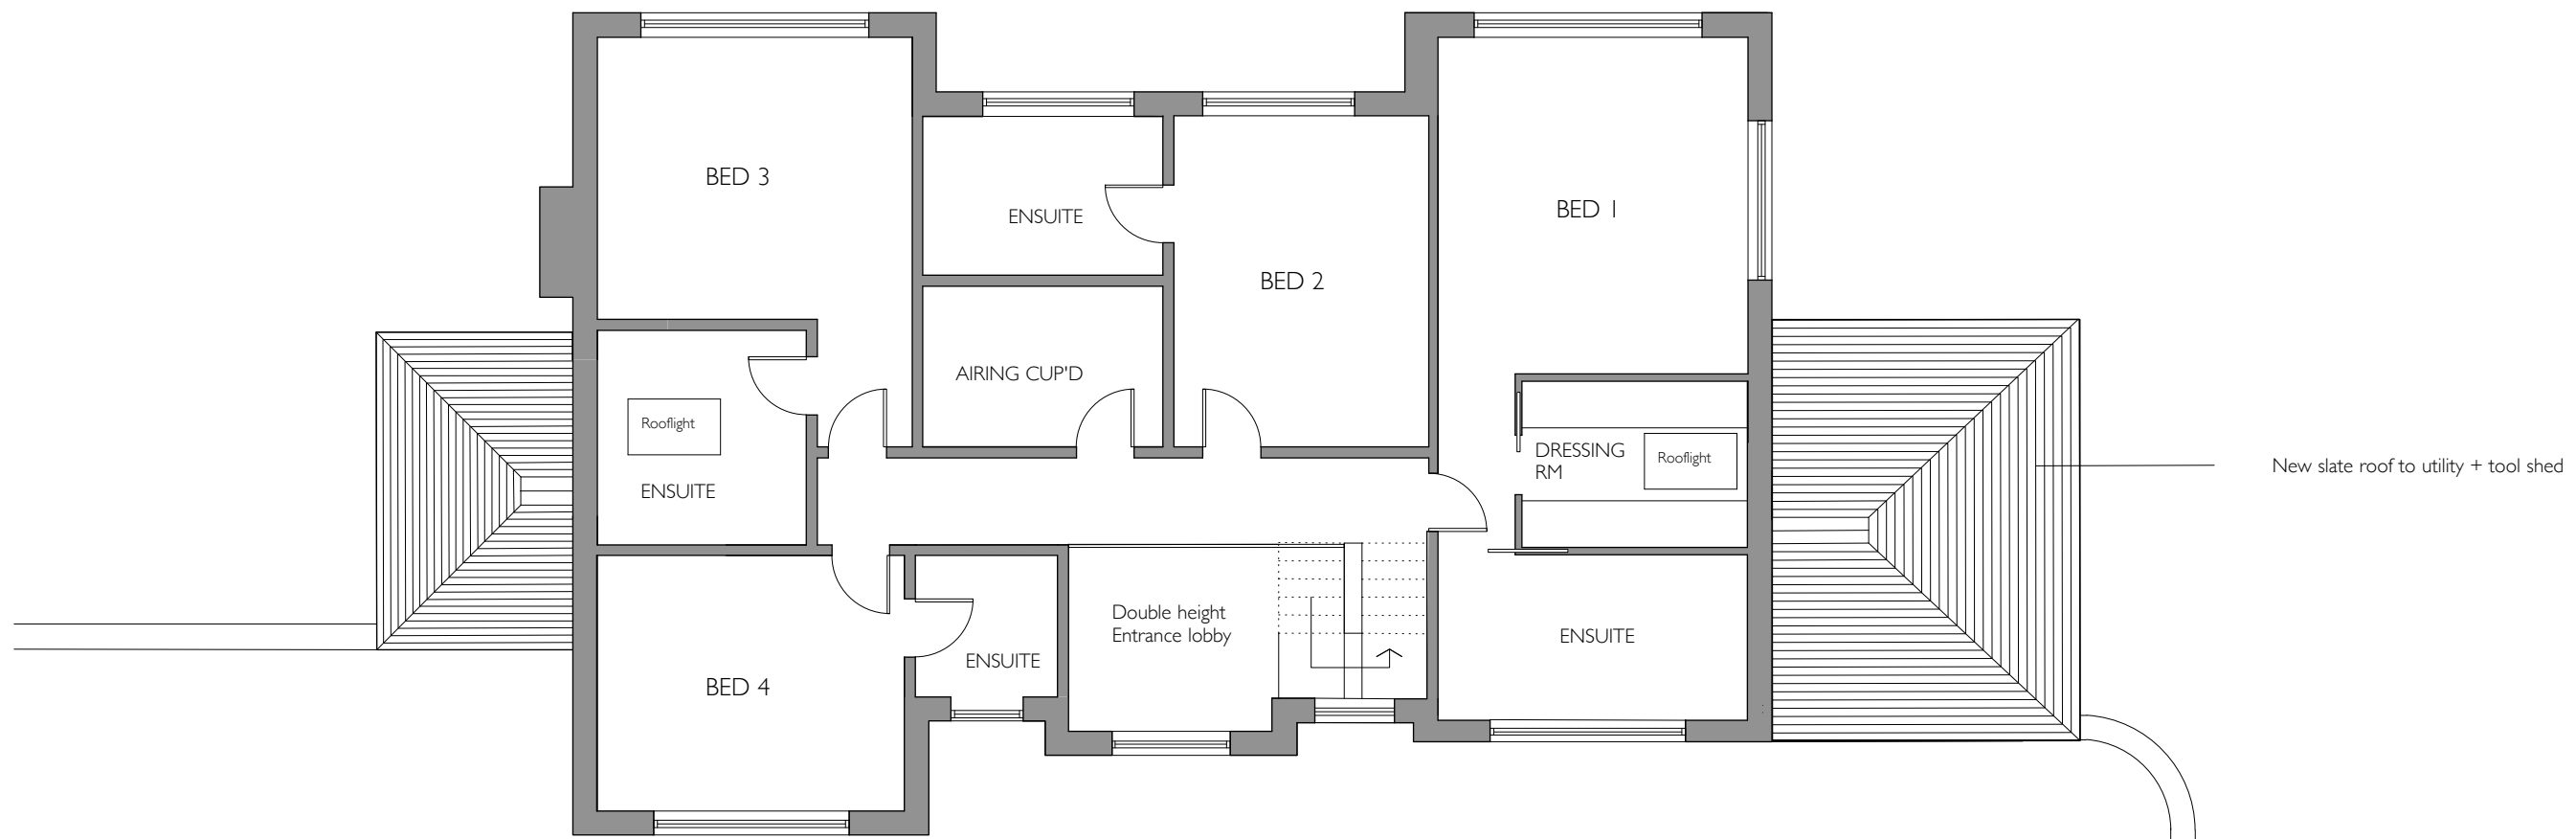 BED 3
ENSUITE
BED 2
BED 1
AIRING CUP'D
Rooflight
ENSUITE
DRESSING
RM
Rooflight
New slate roof to utility + tool shed
Double height
Entrance lobby
ENSUITE
ENSUITE
BED 4